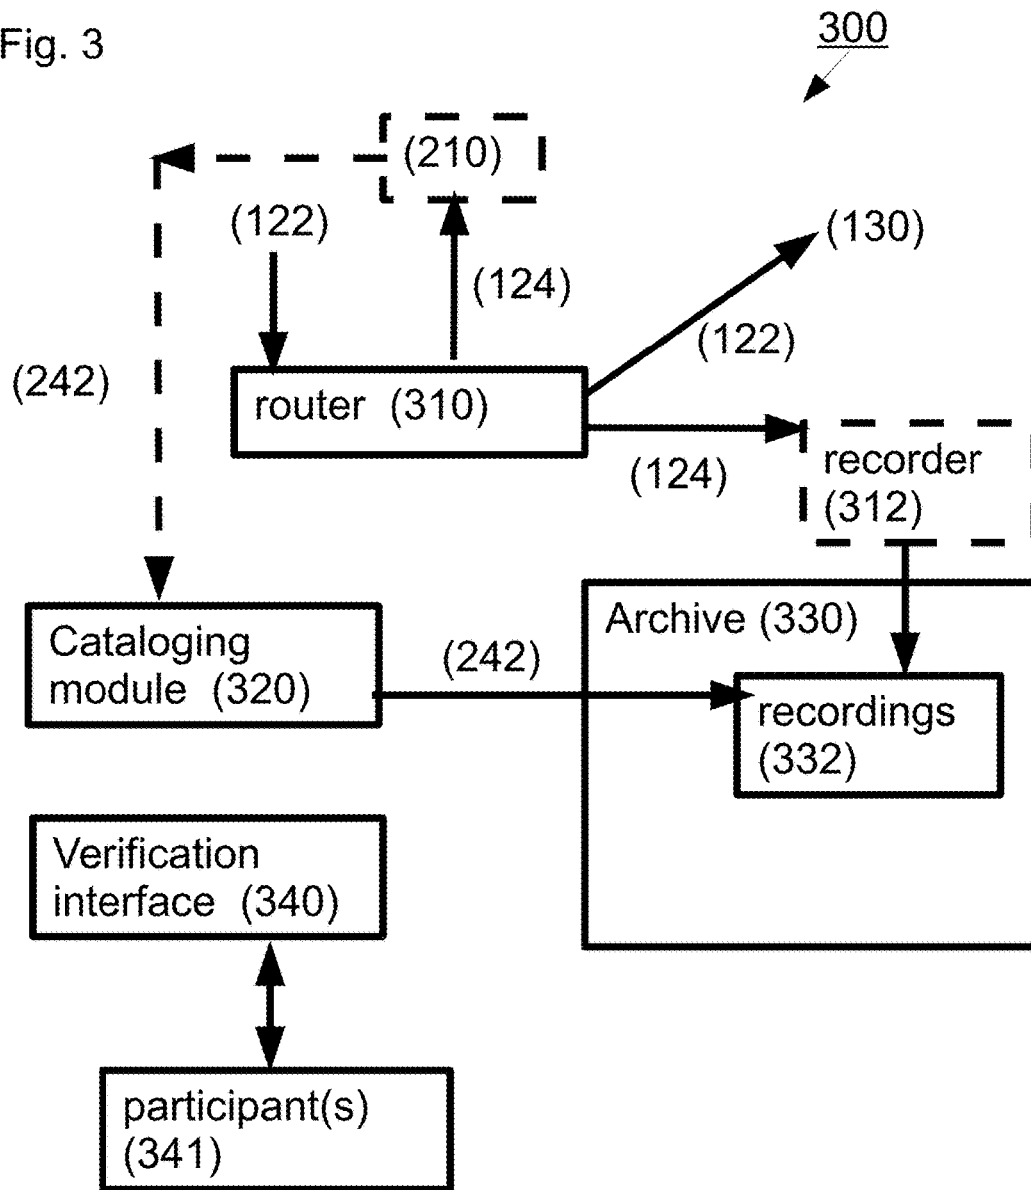 Fig. 3
300
(210)
(122)
(130)
(124)
(122)
(242)
router (310)
(124)
recorder
(312)
Archive (330)
Cataloging
module (320)
(242)
recordings
(332)
Verification
interface (340)
participant(s)
(341)